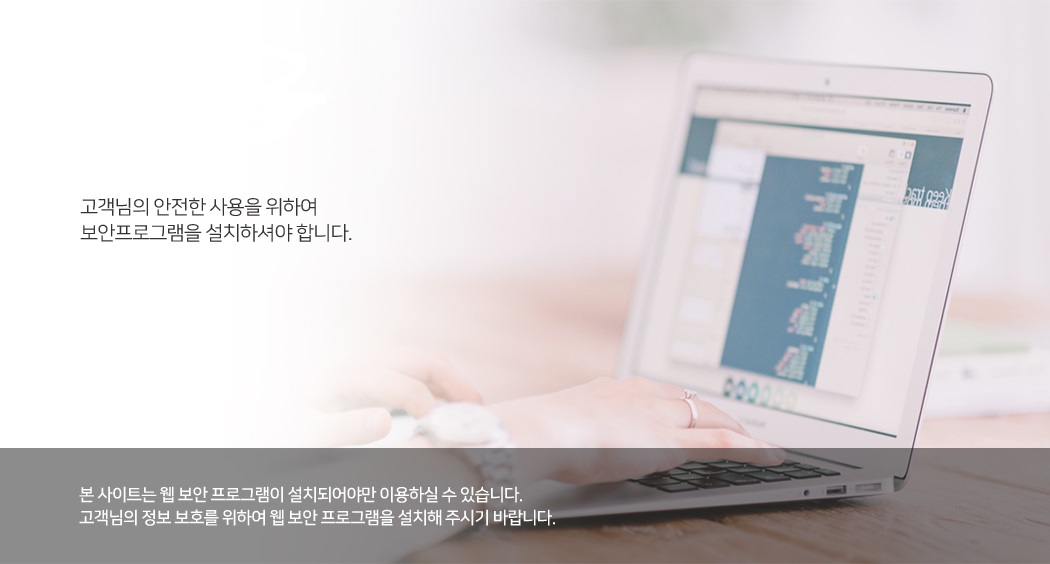 고객님의 안전한 사용을 위하여
보안프로그램을 설치하셔야 합니다.
본 사이트는 웹 보안 프로그램이 설치되어야만 이용하실 수 있습니다.
고객님의 정보 보호를 위하여 웹 보안 프로그램을 설치해 주시기 바랍니다.